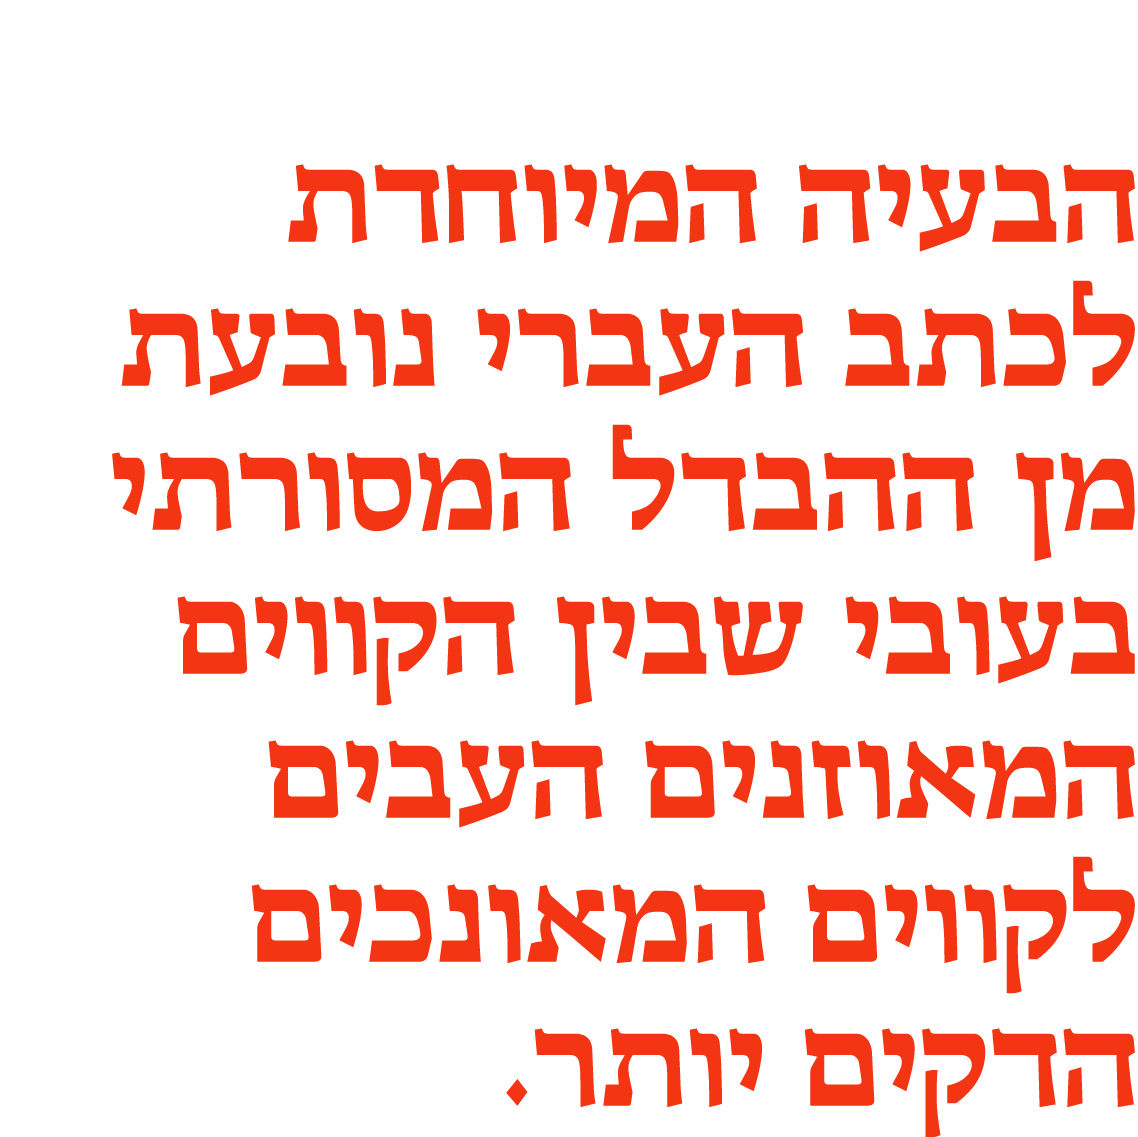 הבעיה המיוחדת
לכתב העברי נובעת
מן ההבדל המסורתי
בעובי שבין הקווים
המאוזנים העבים
לקווים המאונכים
הדקים יותר.